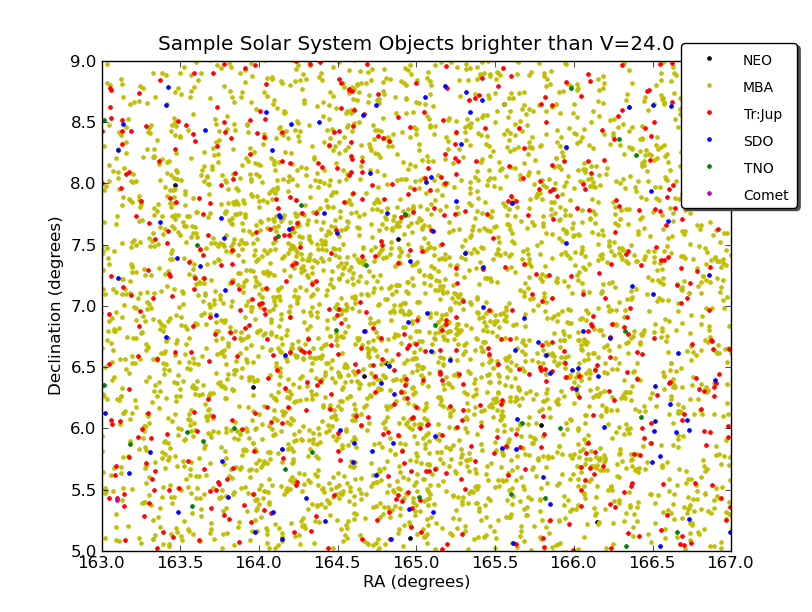 Sample Solar System Objects brighter than V=24.0
NEO
MBA
Tr:Jup
SDO
TNO
Comet
9.0
8.5
8.0
7.5
7.0
6.5
6.0
5.5
5.0
Declination (degrees)
163.0 163.5 164.0 164.5 165.0 165.5 166.0 166.5 167.0
RA (degrees)